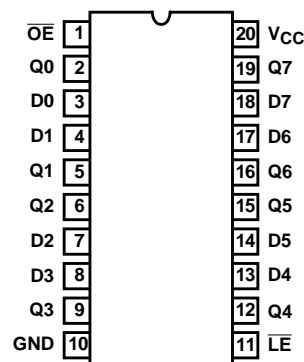 O̅E̅ 1 20 VCC
Q0 2 19 Q7
D0 3 18 D7
D1 4 17 D6
Q1 5 16 Q6
Q2 6 15 Q5
D2 7 14 D5
D3 8 13 D4
Q3 9 12 Q4
GND 10 11 L̅E̅